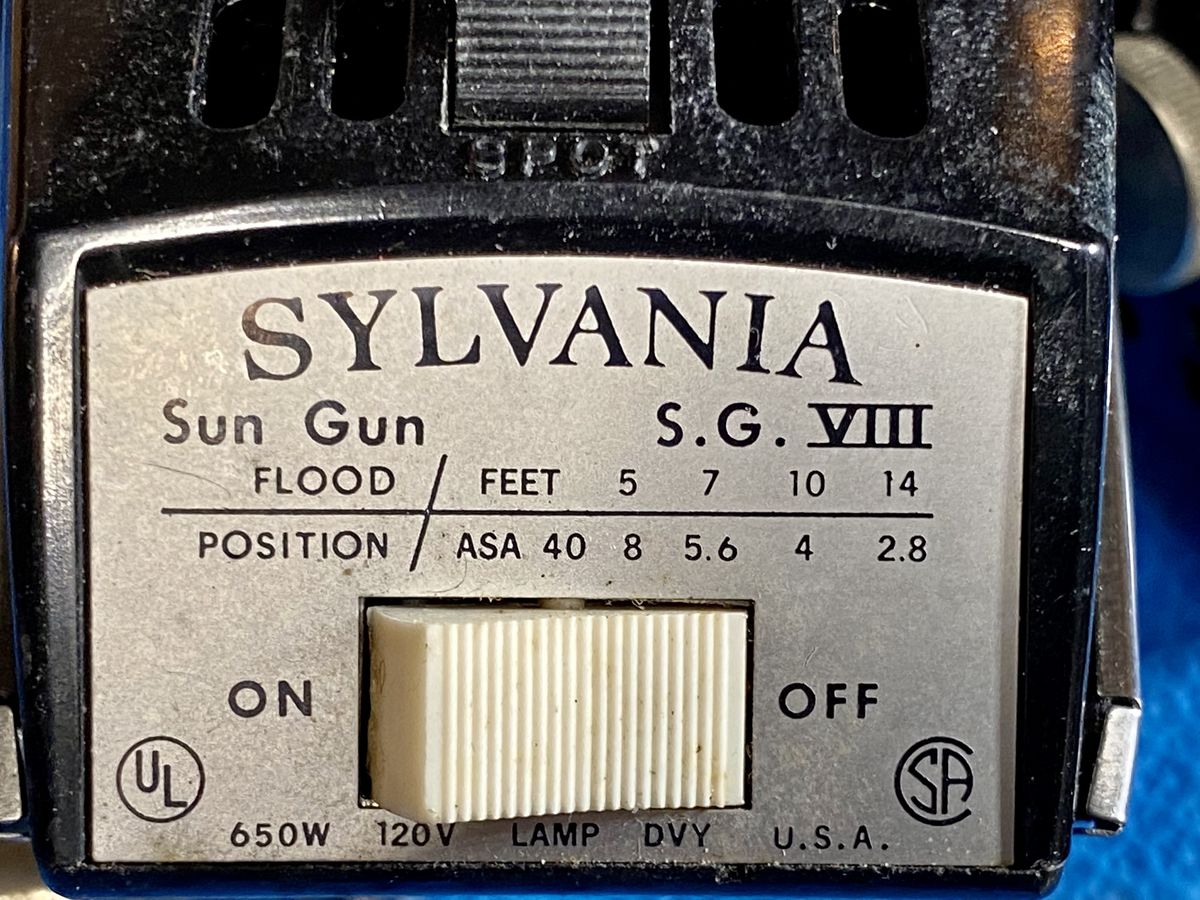 SPOT
SYLVANIA
Sun Gun S.G. VIII
FLOOD / FEET 5 7 10 14
POSITION / ASA 40 8 5.6 4 2.8
ON OFF
UL SA
650W 120V LAMP DVY U.S.A.